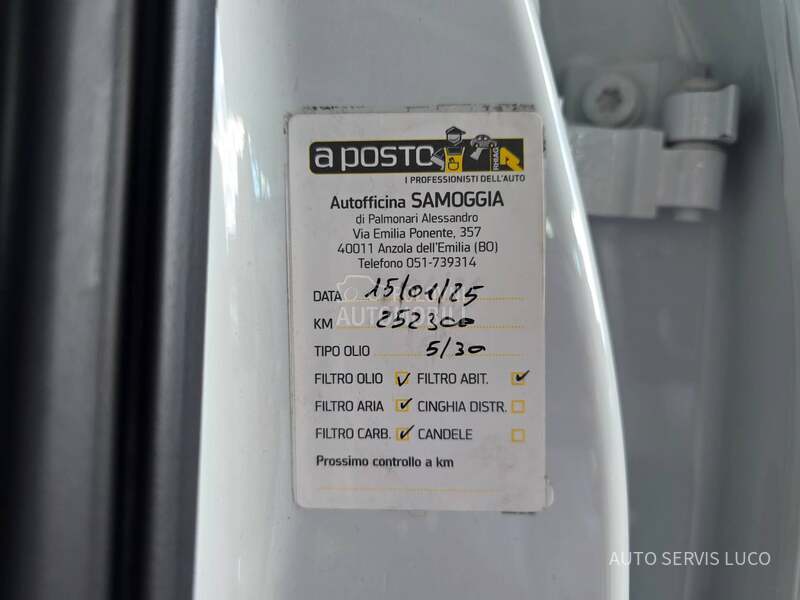 a POSTO
RHIAG
I PROFESSIONISTI DELL'AUTO
Autofficina SAMOGGIA
di Palmonari Alessandro
Via Emilia Ponente, 357
40011 Anzola dell'Emilia (BO)
Telefono 051-739314
DATA 15/01/25
KM 252300
TIPO OLIO 5/30
FILTRO OLIO ✓ FILTRO ABIT. ✓
FILTRO ARIA ✓ CINGHIA DISTR.
FILTRO CARB. ✓ CANDELE
Prossimo controllo a km
AUTO SERVIS LUCO